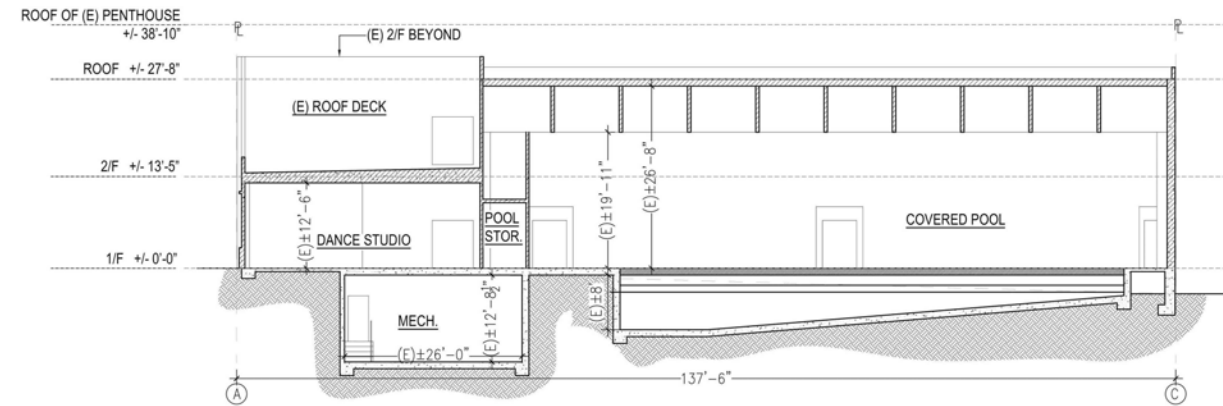 ROOF OF (E) PENTHOUSE
+/- 38'-10"
PL
PL
(E) 2/F BEYOND
ROOF +/- 27'-8"
(E) ROOF DECK
2/F +/- 13'-5"
(E)±12'-6"
(E)±19'-11"
(E)±26'-8"
POOL
STOR.
COVERED POOL
DANCE STUDIO
1/F +/- 0'-0"
MECH.
(E)±12'-8½"
(E)±8'
(E)±26'-0"
137'-6"
A
C